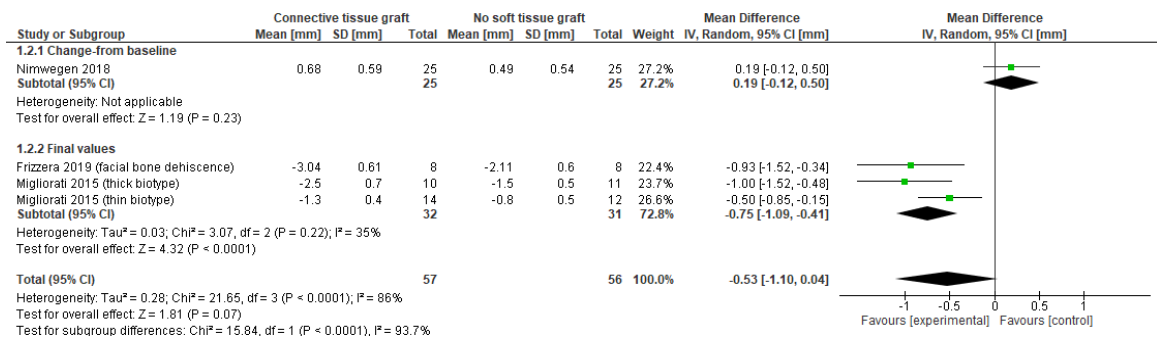 Connective tissue graft No soft tissue graft Mean Difference Mean Difference
Study or Subgroup Mean [mm] SD [mm] Total Mean [mm] SD [mm] Total Weight IV, Random, 95% CI [mm] IV, Random, 95% CI [mm]
1.2.1 Change-from baseline
Nimwegen 2018 0.68 0.59 25 0.49 0.54 25 27.2% 0.19 [-0.12, 0.50]
Subtotal (95% CI) 25 25 27.2% 0.19 [-0.12, 0.50]
Heterogeneity: Not applicable
Test for overall effect: Z = 1.19 (P = 0.23)
1.2.2 Final values
Frizzera 2019 (facial bone dehiscence) -3.04 0.61 8 -2.11 0.6 8 22.4% -0.93 [-1.52, -0.34]
Migliorati 2015 (thick biotype) -2.5 0.7 10 -1.5 0.5 11 23.7% -1.00 [-1.52, -0.48]
Migliorati 2015 (thin biotype) -1.3 0.4 14 -0.8 0.5 12 26.6% -0.50 [-0.85, -0.15]
Subtotal (95% CI) 32 31 72.8% -0.75 [-1.09, -0.41]
Heterogeneity: Tau² = 0.03; Chi² = 3.07, df = 2 (P = 0.22); I² = 35%
Test for overall effect: Z = 4.32 (P < 0.0001)
Total (95% CI) 57 56 100.0% -0.53 [-1.10, 0.04]
Heterogeneity: Tau² = 0.28; Chi² = 21.65, df = 3 (P < 0.0001); I² = 86%
Test for overall effect: Z = 1.81 (P = 0.07)
Test for subgroup differences: Chi² = 15.84, df = 1 (P < 0.0001), I² = 93.7%
-1 -0.5 0 0.5 1
Favours [experimental] Favours [control]